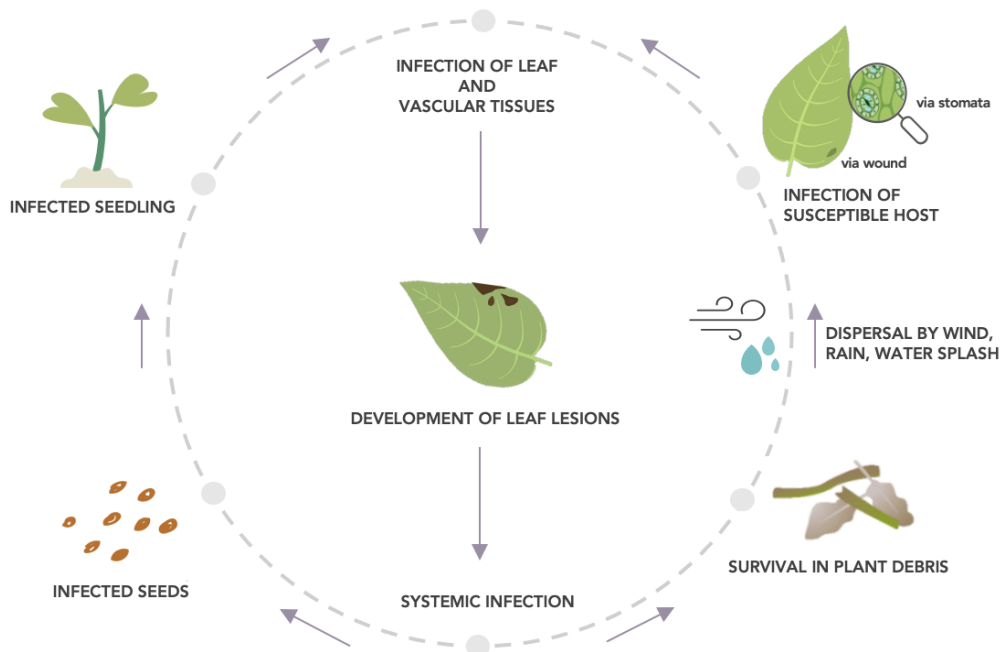 INFECTION OF LEAF
AND
VASCULAR TISSUES
via stomata
via wound
INFECTED SEEDLING
INFECTION OF
SUSCEPTIBLE HOST
DISPERSAL BY WIND,
RAIN, WATER SPLASH
DEVELOPMENT OF LEAF LESIONS
SURVIVAL IN PLANT DEBRIS
INFECTED SEEDS
SYSTEMIC INFECTION